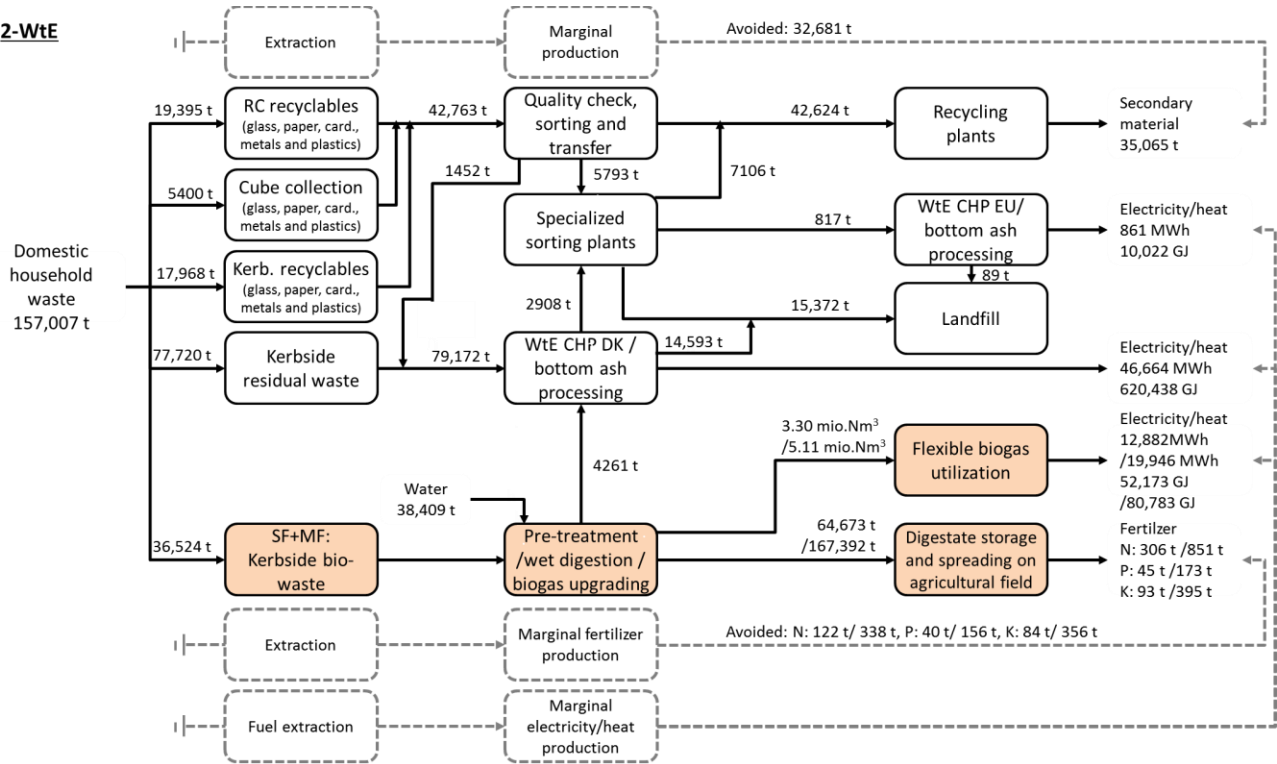 2-WtE
Extraction
Marginal
production
Avoided: 32,681 t
19,395 t
RC recyclables
(glass, paper, card.,
metals and plastics)
42,763 t
Quality check,
sorting and
transfer
42,624 t
Recycling
plants
Secondary
material
35,065 t
1452 t
5793 t
7106 t
5400 t
Cube collection
(glass, paper, card.,
metals and plastics)
Specialized
sorting plants
817 t
WtE CHP EU/
bottom ash
processing
Electricity/heat
861 MWh
10,022 GJ
Domestic
household
waste
157,007 t
17,968 t
Kerb. recyclables
(glass, paper, card.,
metals and plastics)
89 t
2908 t
15,372 t
Landfill
77,720 t
Kerbside
residual waste
79,172 t
WtE CHP DK /
bottom ash
processing
14,593 t
Electricity/heat
46,664 MWh
620,438 GJ
4261 t
3.30 mio.Nm³
/5.11 mio.Nm³
Flexible biogas
utilization
Electricity/heat
12,882MWh
/19,946 MWh
52,173 GJ
/80,783 GJ
Water
38,409 t
36,524 t
SF+MF:
Kerbside bio-
waste
Pre-treatment
/wet digestion /
biogas upgrading
64,673 t
/167,392 t
Digestate storage
and spreading on
agricultural field
Fertilzer
N: 306 t /851 t
P: 45 t /173 t
K: 93 t /395 t
Extraction
Marginal fertilizer
production
Avoided: N: 122 t/ 338 t, P: 40 t/ 156 t, K: 84 t/ 356 t
Fuel extraction
Marginal
electricity/heat
production